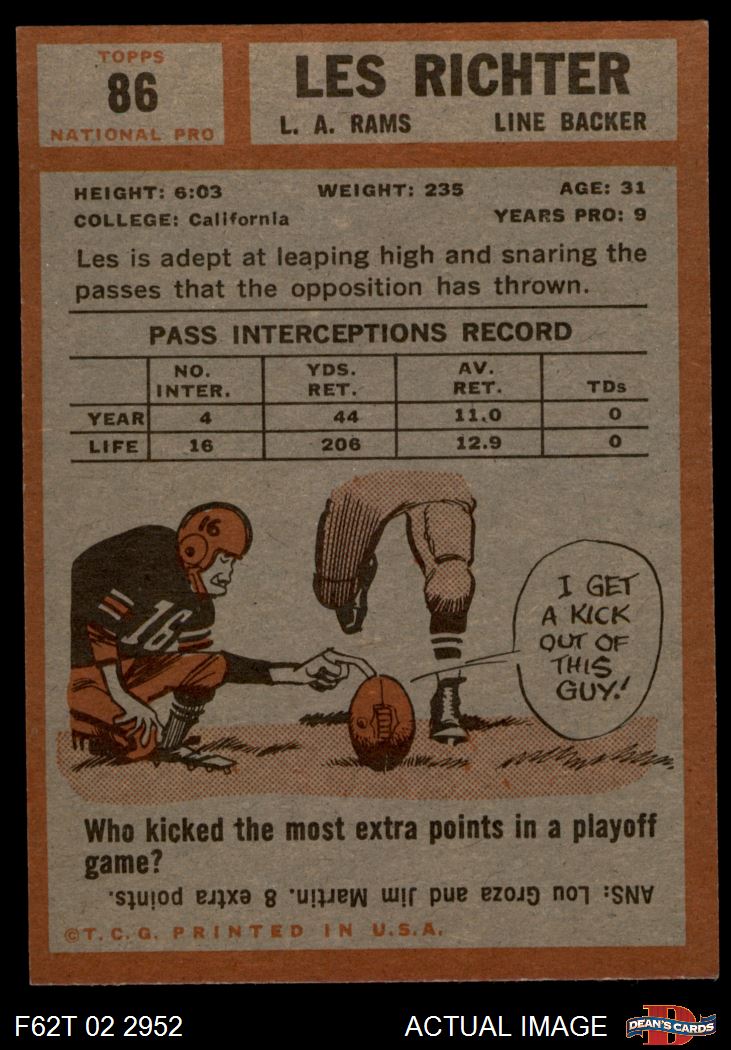 TOPPS
86
NATIONAL PRO
LES RICHTER
L. A. RAMS LINE BACKER
HEIGHT: 6:03 WEIGHT: 235 AGE: 31
COLLEGE: California YEARS PRO: 9
Les is adept at leaping high and snaring the
passes that the opposition has thrown.
PASS INTERCEPTIONS RECORD
NO. YDS. AV.
INTER. RET. RET. TDs
YEAR 4 44 11.0 0
LIFE 16 206 12.9 0
16
16
I GET
A KICK
OUT OF
THIS
GUY!
Who kicked the most extra points in a playoff
game?
ANS: Lou Groza and Jim Martin. 8 extra points.
©T. C. G. PRINTED IN U.S.A.
F62T 02 2952 ACTUAL IMAGE
D
DEAN'S CARDS